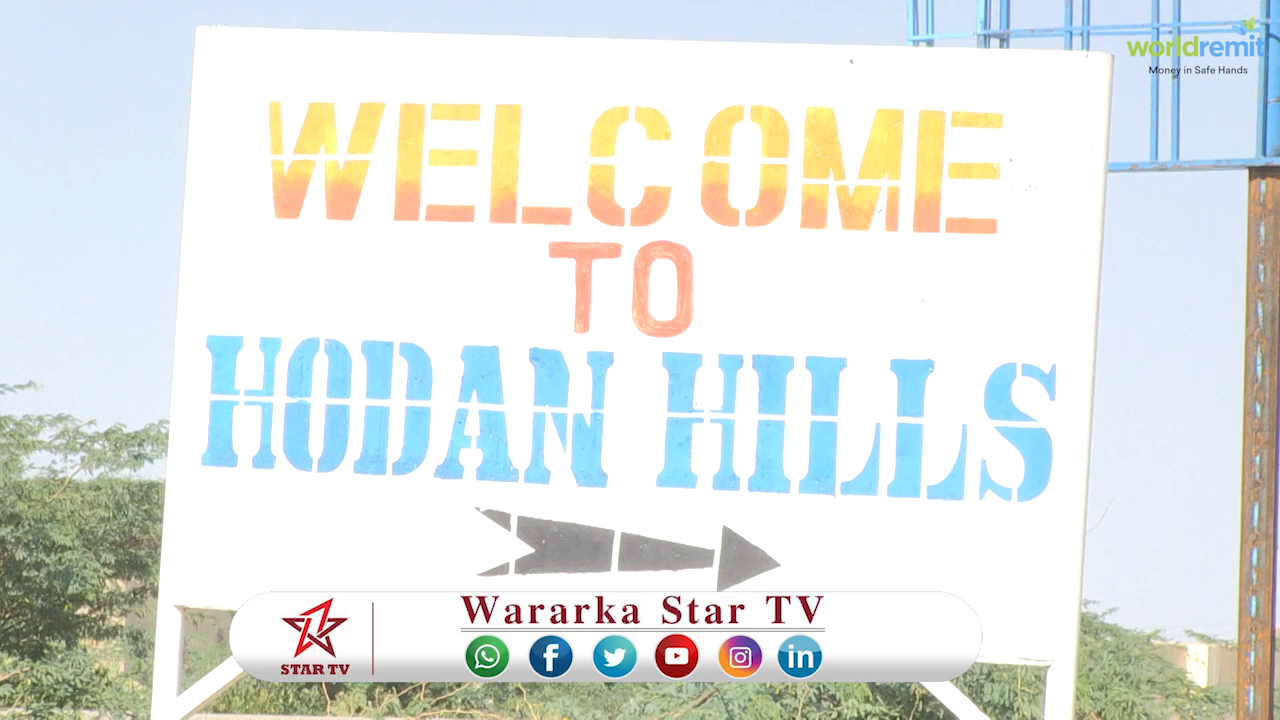 worldremit
Money in Safe Hands
WELCOME
TO
HODAN HILLS
Wararka Star TV
STAR TV